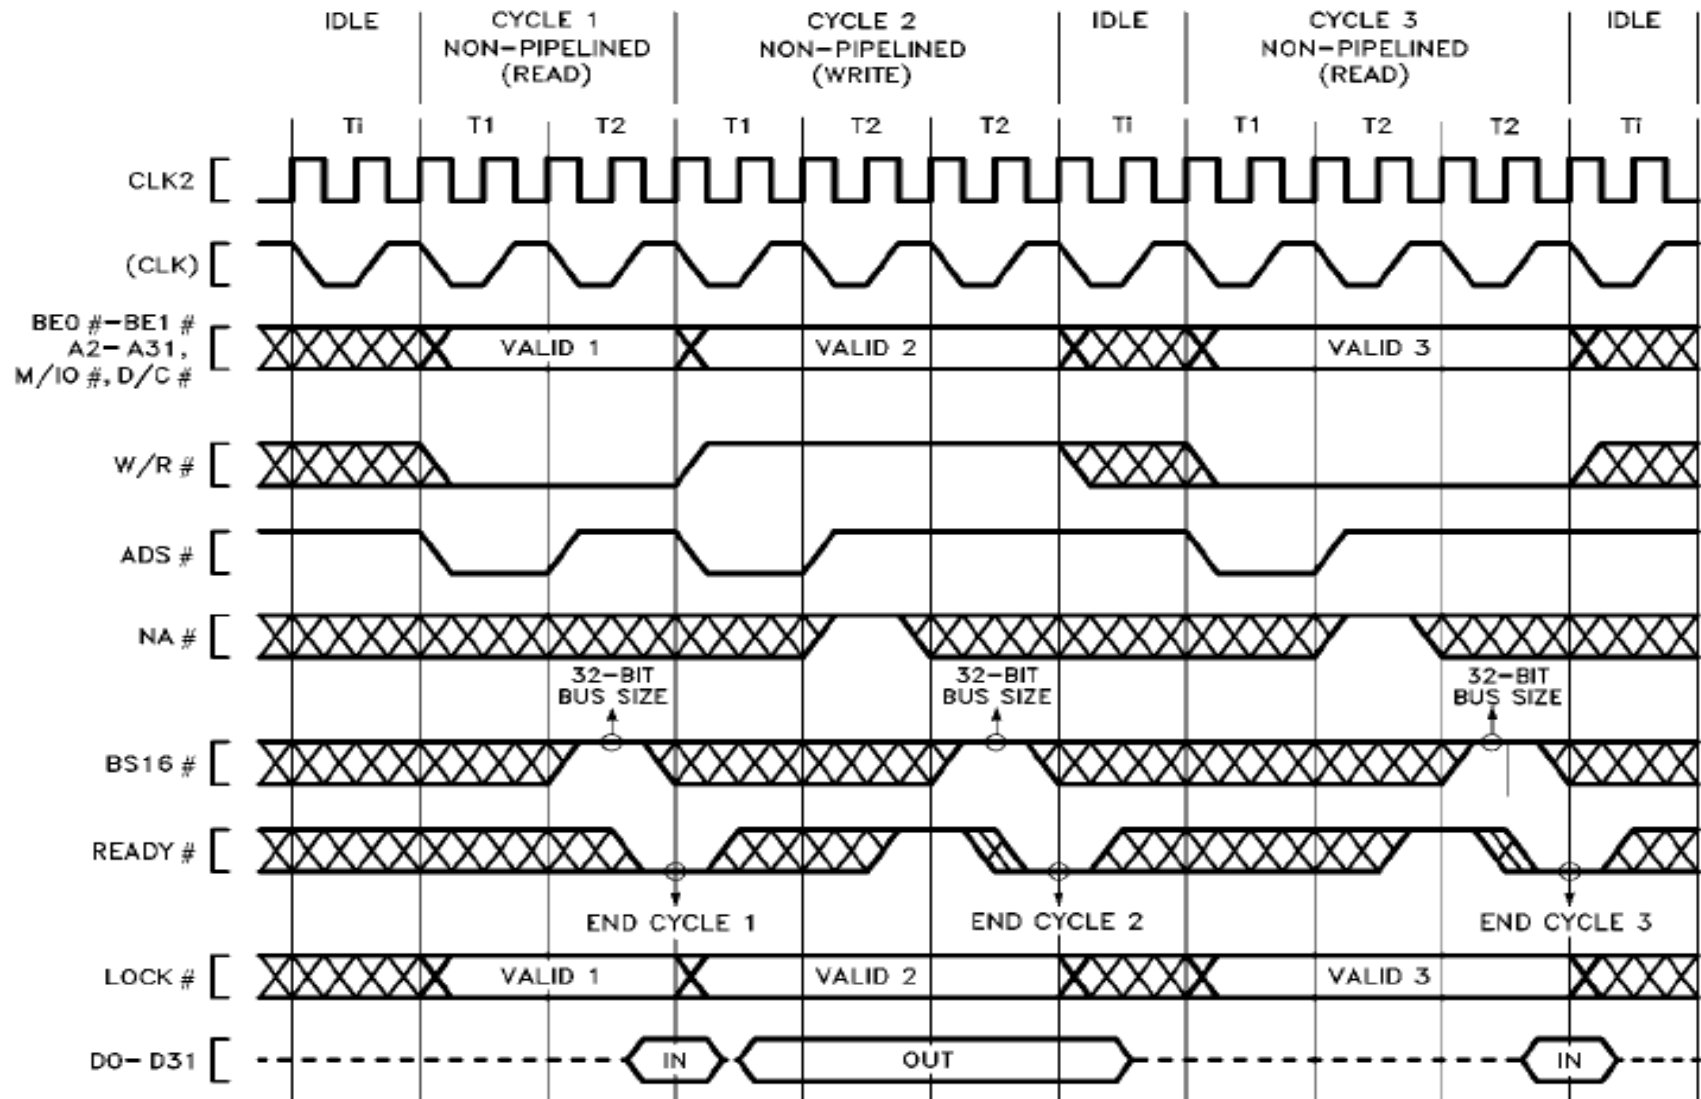 IDLE
CYCLE 1
NON-PIPELINED
(READ)
CYCLE 2
NON-PIPELINED
(WRITE)
IDLE
CYCLE 3
NON-PIPELINED
(READ)
IDLE
Ti T1 T2 T1 T2 T2 Ti T1 T2 T2 Ti
CLK2
(CLK)
BE0 #-BE1 #
A2-A31,
M/IO #, D/C #
VALID 1 VALID 2 VALID 3
W/R #
ADS #
NA #
32-BIT
BUS SIZE
32-BIT
BUS SIZE
32-BIT
BUS SIZE
BS16 #
READY #
END CYCLE 1 END CYCLE 2 END CYCLE 3
LOCK #
VALID 1 VALID 2 VALID 3
D0-D31
IN OUT IN